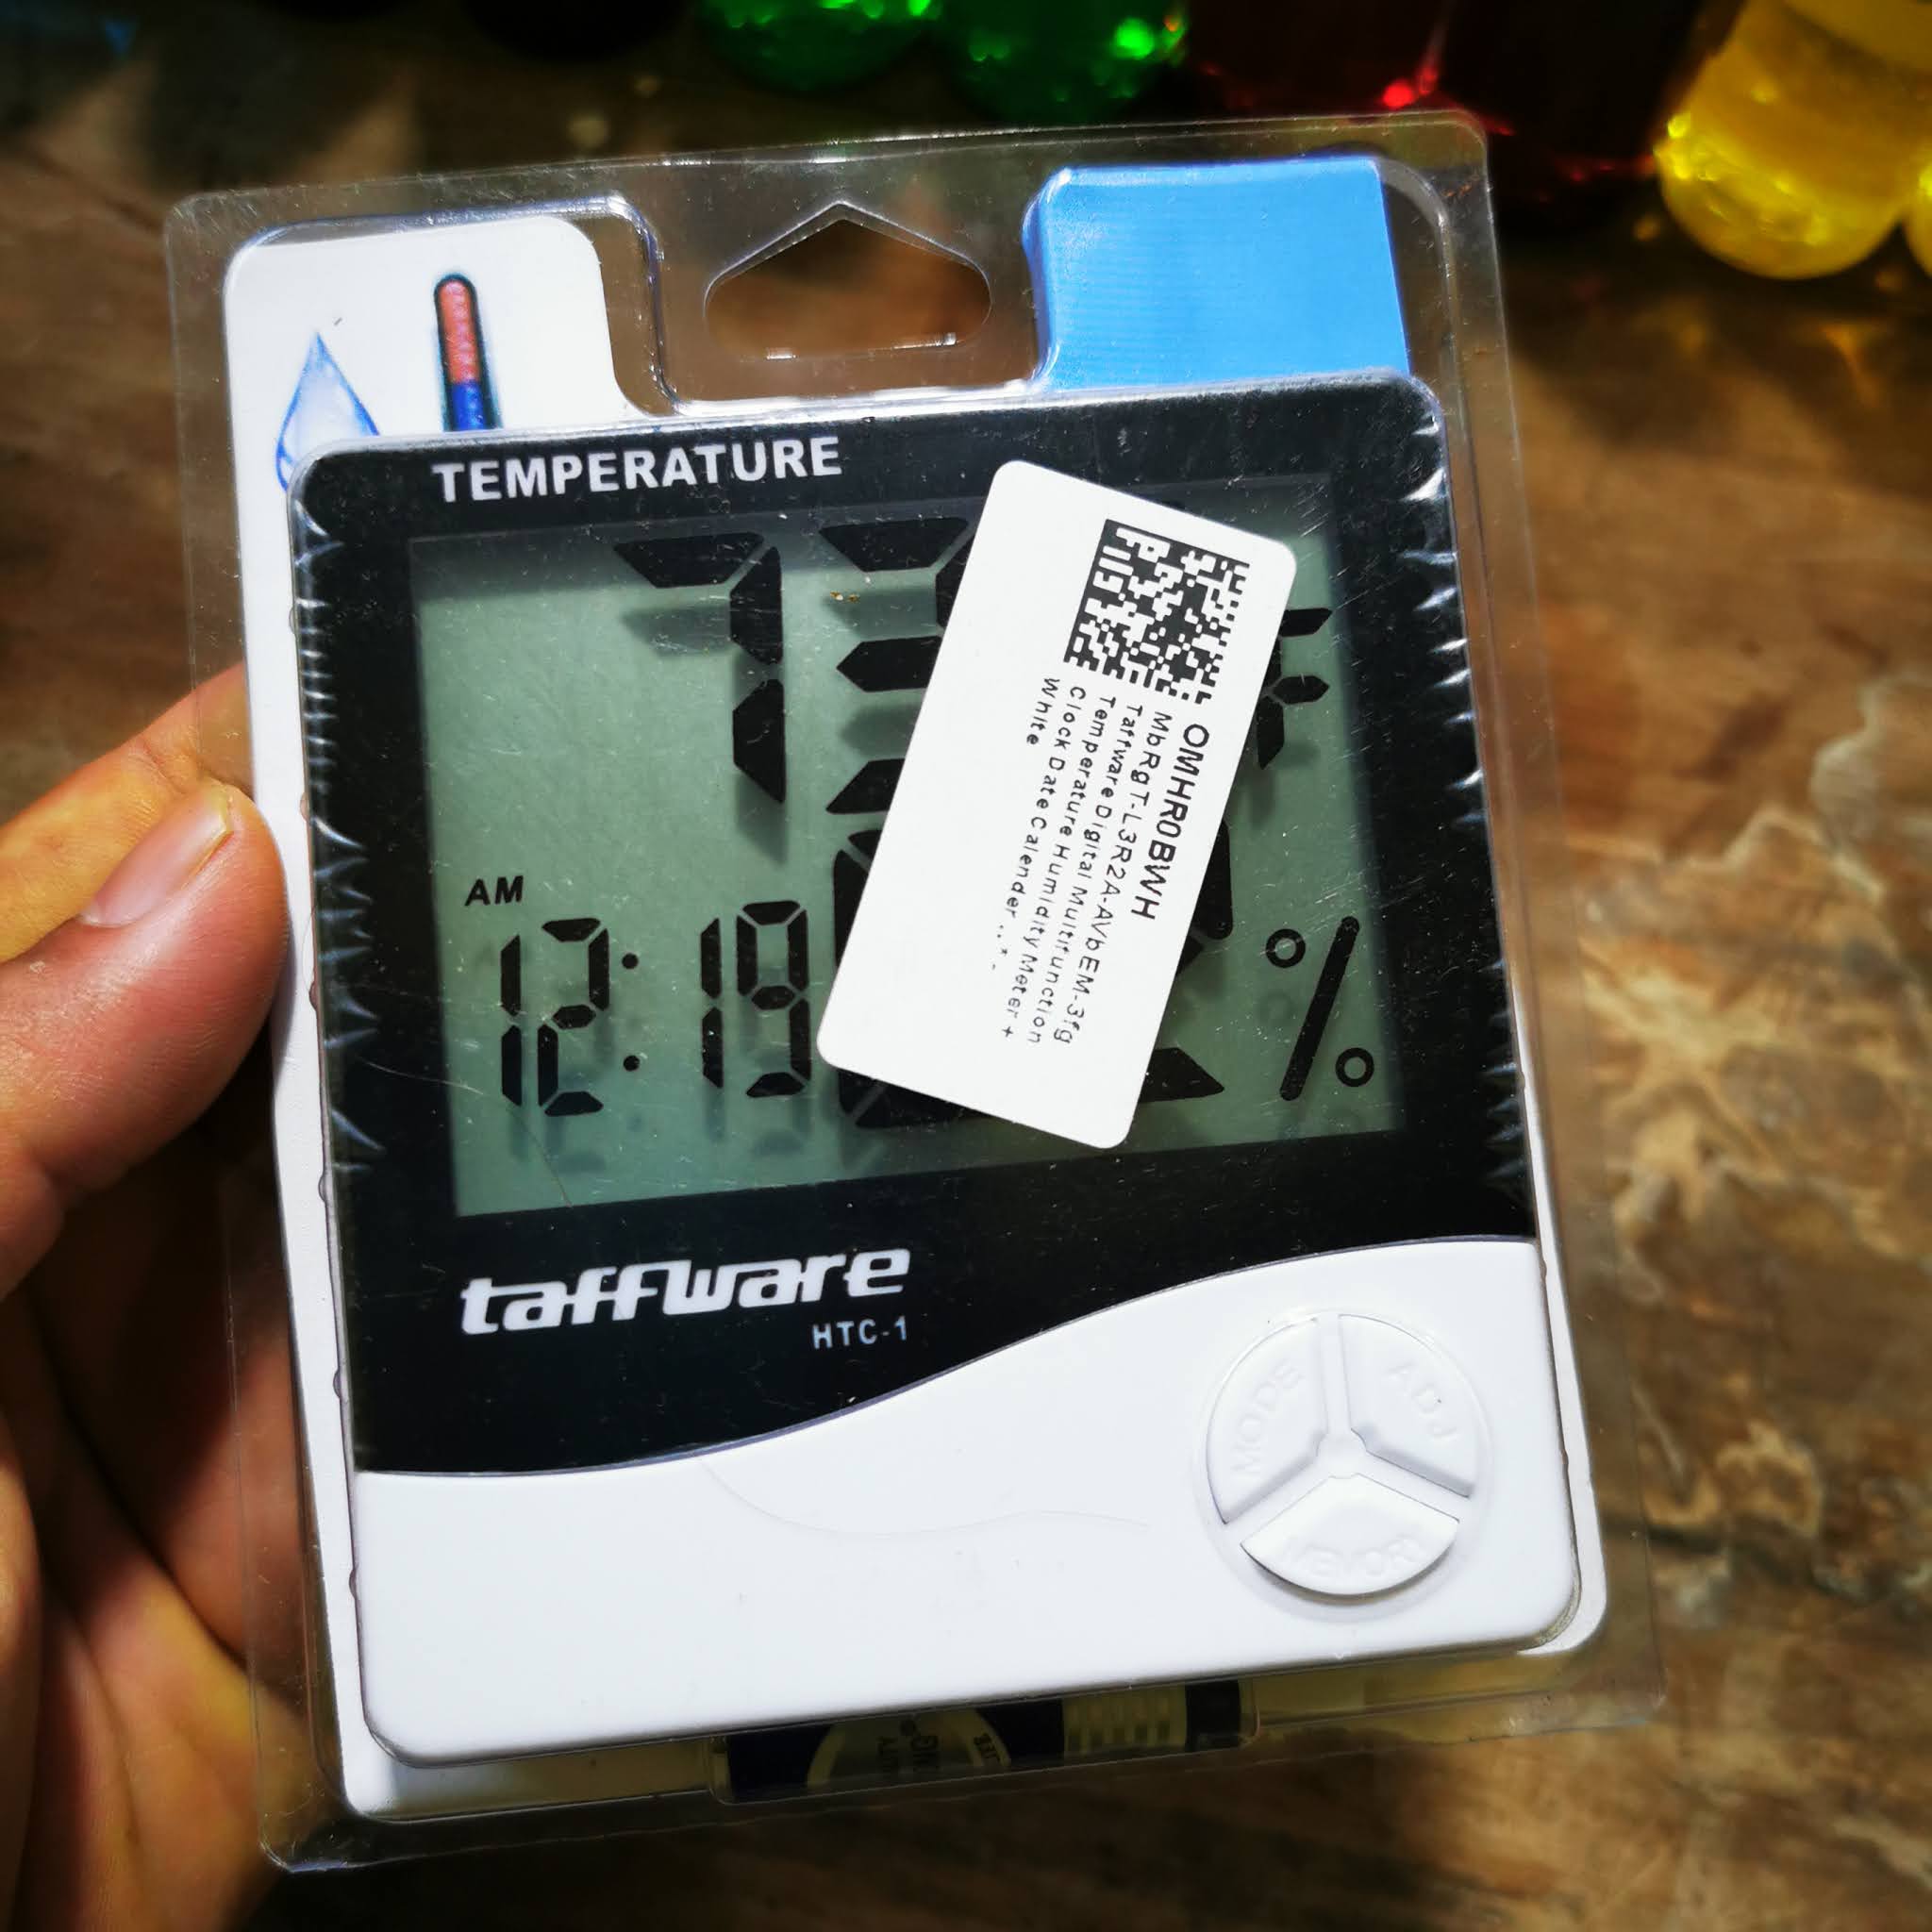 TEMPERATURE
AM
12:19
%
OMHR0BWH
MbRgT-L3R2A-AVbEM-3fg
Taffware Digital Multifunction
Temperature Humidity Meter +
Clock Date Calender ..*-
White
taffware
HTC-1
MODE
ADJ
MEMORY